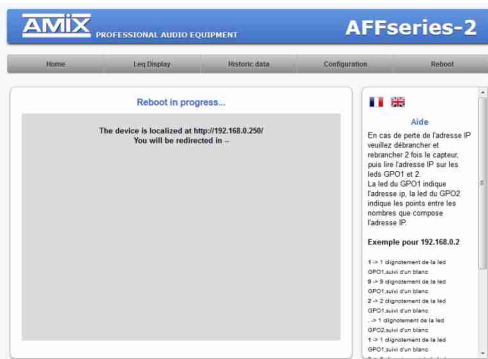 AMiX PROFESSIONAL AUDIO EQUIPMENT
AFFseries-2
Home Leq Display Historic data Configuration Reboot
Reboot in progress...
The device is localized at http://192.168.0.250/
You will be redirected in --
Aide
En cas de perte de l'adresse IP
veuillez débrancher et
rebrancher 2 fois le capteur,
puis lire l'adresse IP sur les
leds GPO1 et 2.
La led du GPO1 indique
l'adresse ip, la led du GPO2
indique les points entre les
nombres que compose
l'adresse IP.
Exemple pour 192.168.0.2
1 -> 1 clignotement de la led
GPO1,suivi d'un blanc
9 -> 9 clignotement de la led
GPO1,suivi d'un blanc
2 -> 2 clignotement de la led
GPO1,suivi d'un blanc
. -> 1 clignotement de la led
GPO2,suivi d'un blanc
1 -> 1 clignotement de la led
GPO1,suivi d'un blanc